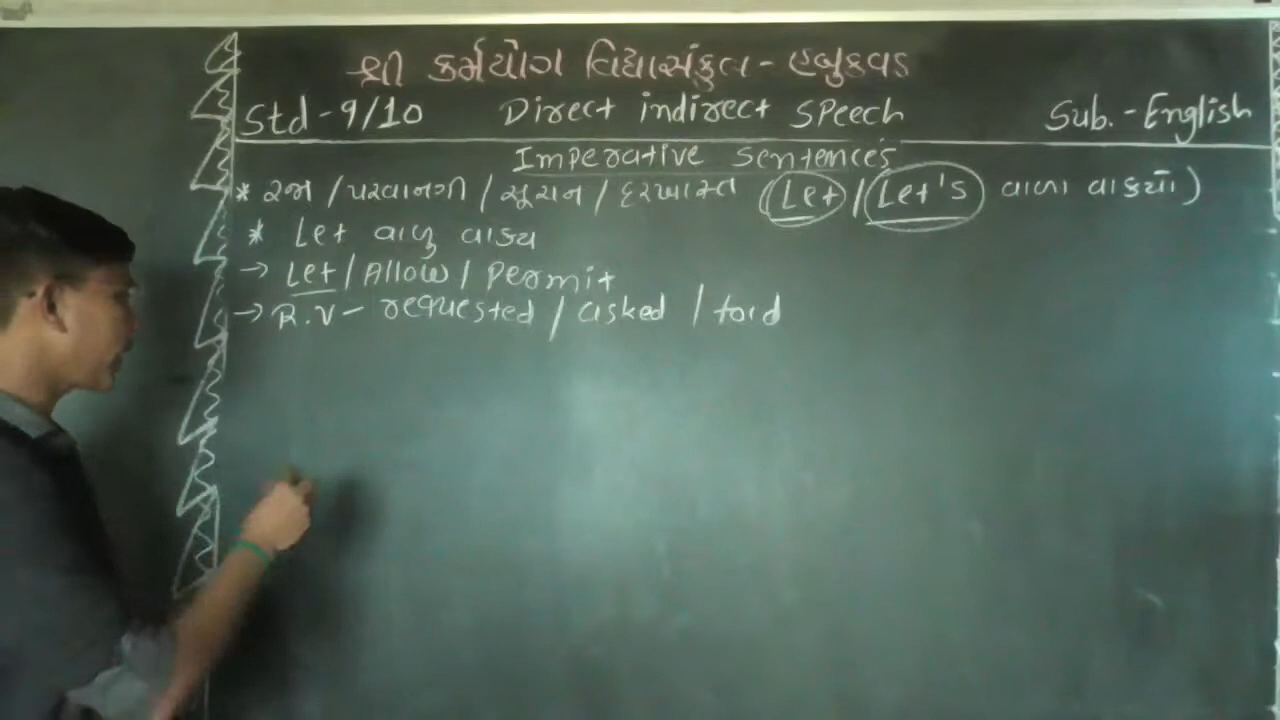 શ્રી કર્મયોગ વિદ્યાસંકુલ - હબુકવડ
Std - 9/10 Direct indirect Speech Sub. - English
Imperative Sentences
* રજા / પરવાનગી / સુચન / દરખાસ્ત (Let / Let's વાળા વાક્યો)
* Let વાળુ વાક્ય
→ Let / Allow / Permit
→ R.V - requested / asked / told